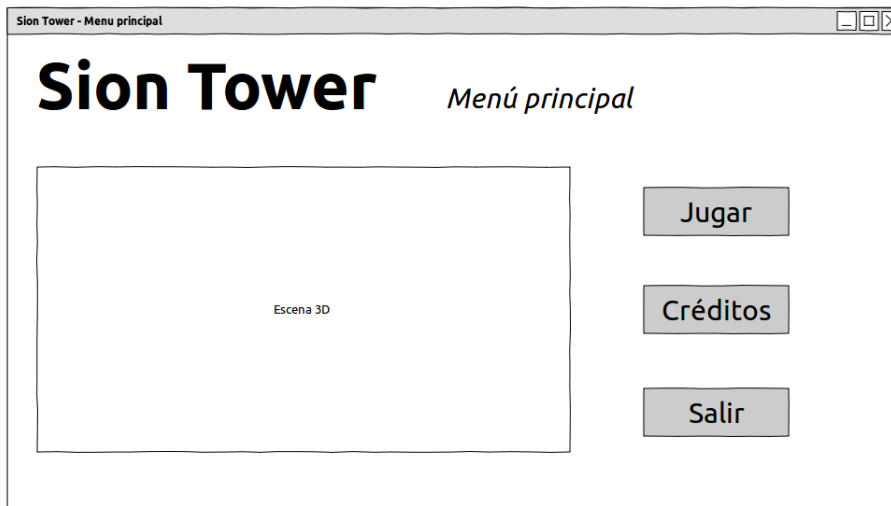 Sion Tower - Menu principal
Sion Tower
Menú principal
Escena 3D
Jugar
Créditos
Salir